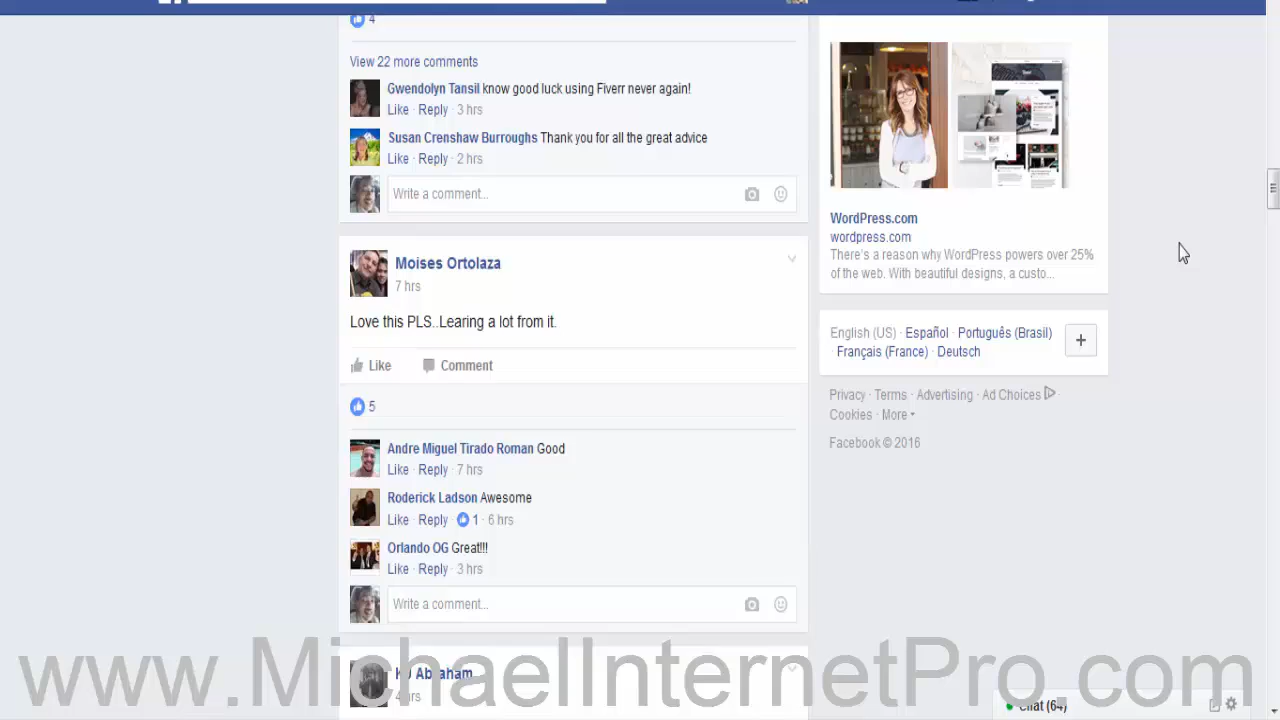 4
View 22 more comments
Gwendolyn Tansil know good luck using Fiverr never again!
Like · Reply · 3 hrs
Susan Crenshaw Burroughs Thank you for all the great advice
Like · Reply · 2 hrs
Write a comment...
Moises Ortolaza
7 hrs
Love this PLS..Learing a lot from it.
Like Comment
5
Andre Miguel Tirado Roman Good
Like · Reply · 7 hrs
Roderick Ladson Awesome
Like · Reply · 1 · 6 hrs
Orlando OG Great!!!
Like · Reply · 3 hrs
Write a comment...
Abraham
hrs
WordPress.com
wordpress.com
There's a reason why WordPress powers over 25%
of the web. With beautiful designs, a custo...
English (US) · Español · Português (Brasil)
Français (France) · Deutsch
+
Privacy · Terms · Advertising · Ad Choices
Cookies · More
Facebook © 2016
Chat (64)
www.MichaelInternetPro.com